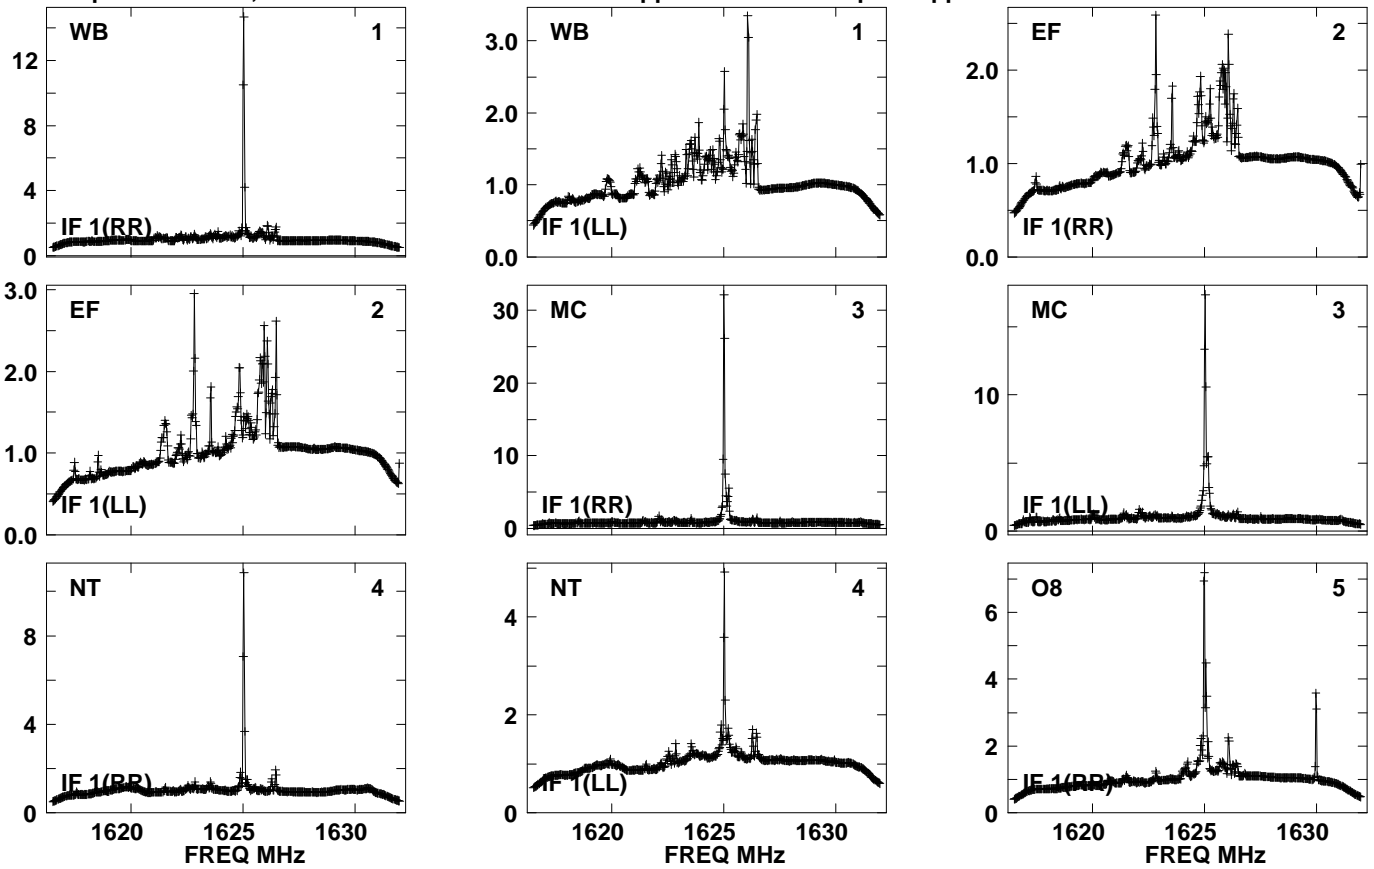 WB 1
12
8
4
0
IF 1(RR)
WB 1
3.0
2.0
1.0
0.0
IF 1(LL)
EF 2
2.0
1.0
0.0
IF 1(RR)
EF 2
3.0
2.0
1.0
0.0
IF 1(LL)
MC 3
30
20
10
0
IF 1(RR)
MC 3
10
0
IF 1(LL)
NT 4
8
4
0
IF 1(RR)
1620 1625 1630
FREQ MHz
NT 4
4
2
0
IF 1(LL)
1620 1625 1630
FREQ MHz
O8 5
6
4
2
0
IF 1(RR)
1620 1625 1630
FREQ MHz